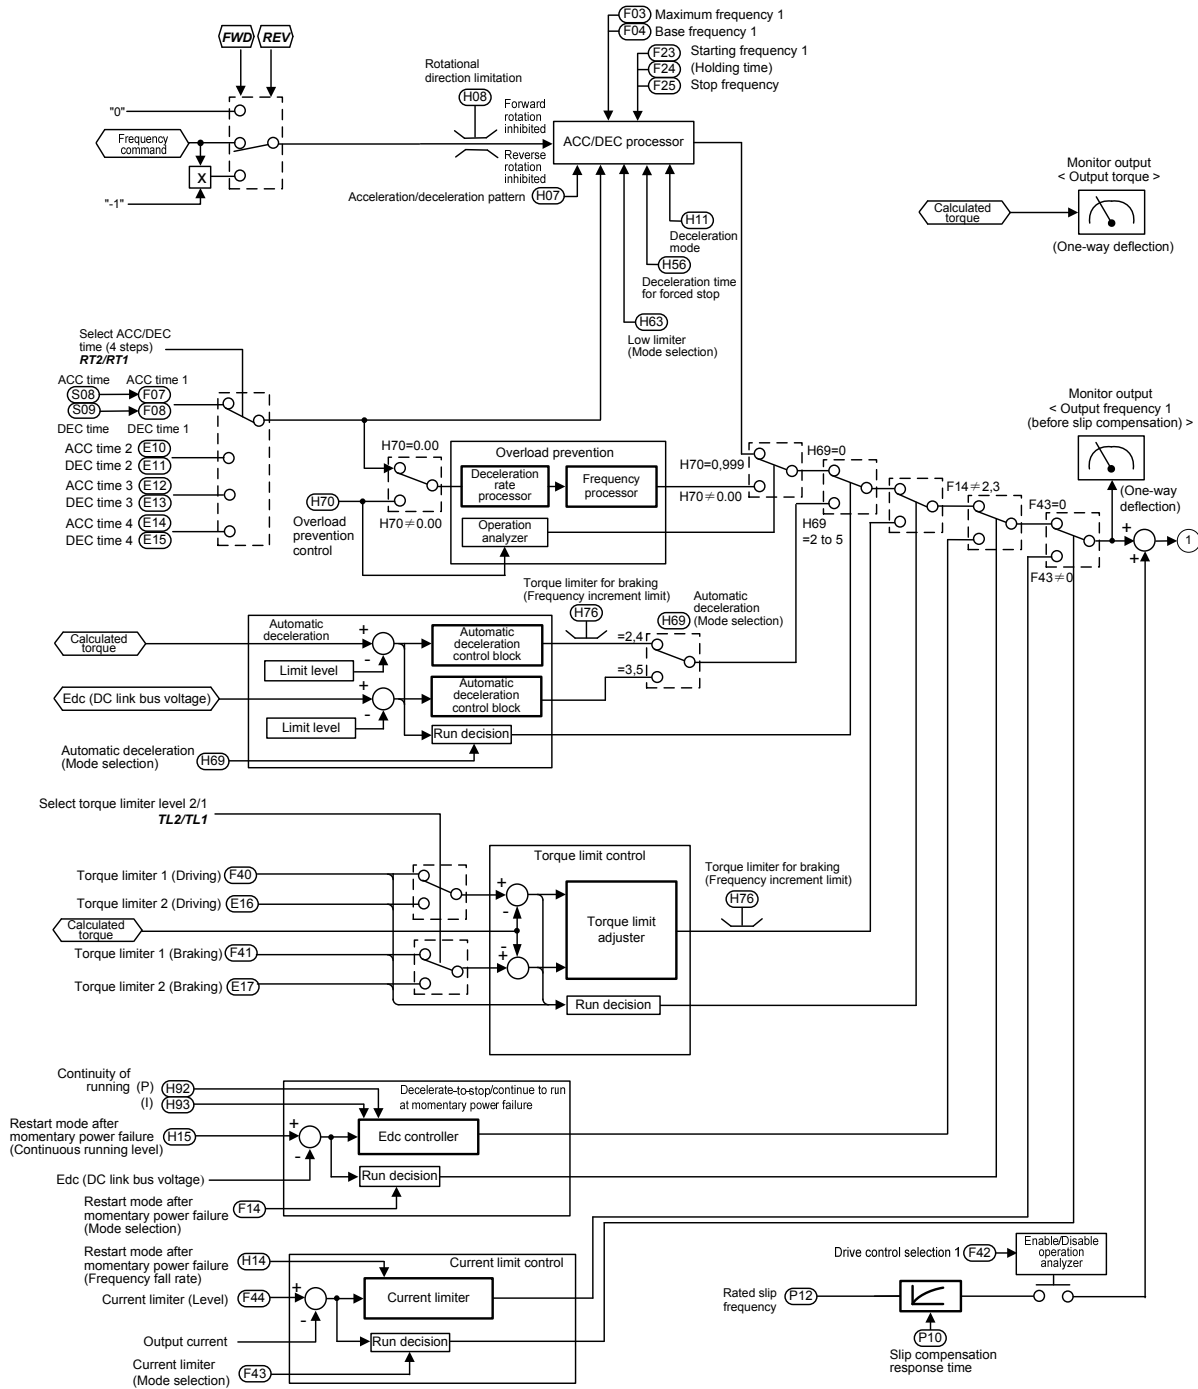 F03 Maximum frequency 1
F04 Base frequency 1
F23 Starting frequency 1
F24 (Holding time)
F25 Stop frequency
FWD REV
Rotational
direction limitation
H08
Forward
rotation
inhibited
Reverse
rotation
inhibited
"0"
Frequency
command
X
"-1"
ACC/DEC processor
Acceleration/deceleration pattern H07
H11
Deceleration
mode
H56
Deceleration time
for forced stop
H63
Low limiter
(Mode selection)
Monitor output
< Output torque >
Calculated
torque
(One-way deflection)
Select ACC/DEC
time (4 steps)
RT2/RT1
ACC time ACC time 1
S08 F07
S09 F08
DEC time DEC time 1
ACC time 2 E10
DEC time 2 E11
ACC time 3 E12
DEC time 3 E13
ACC time 4 E14
DEC time 4 E15
H70=0.00
H70
Overload
prevention
control
H70≠0.00
Overload prevention
Deceleration
rate
processor
Frequency
processor
Operation
analyzer
H70=0,999
H70≠0.00
H69=0
H69
=2 to 5
F14≠2,3
F43=0
F43≠0
Monitor output
< Output frequency 1
(before slip compensation) >
(One-way
deflection)
+
+
1
Torque limiter for braking
(Frequency increment limit)
H76
H69
Automatic
deceleration
(Mode selection)
=2,4
=3,5
Automatic
deceleration
Calculated
torque
+
-
Limit level
Automatic
deceleration
control block
Edc (DC link bus voltage)
+
-
Limit level
Automatic
deceleration
control block
Run decision
Automatic deceleration
(Mode selection)
H69
Select torque limiter level 2/1
TL2/TL1
Torque limit control
Torque limiter 1 (Driving) F40
Torque limiter 2 (Driving) E16
Calculated
torque
Torque limiter 1 (Braking) F41
Torque limiter 2 (Braking) E17
+
-
-
+
Torque limit
adjuster
Run decision
Torque limiter for braking
(Frequency increment limit)
H76
Continuity of
running (P) H92
(I) H93
Decelerate-to-stop/continue to run
at momentary power failure
Restart mode after
momentary power failure
(Continuous running level)
H15
+
-
Edc controller
Edc (DC link bus voltage)
Run decision
Restart mode after
momentary power failure
(Mode selection)
F14
Restart mode after
momentary power failure
(Frequency fall rate)
H14
Current limit control
Current limiter (Level) F44
+
-
Current limiter
Output current
Run decision
Current limiter
(Mode selection)
F43
Drive control selection 1 F42
Enable/Disable
operation
analyzer
Rated slip
frequency
P12
P10
Slip compensation
response time